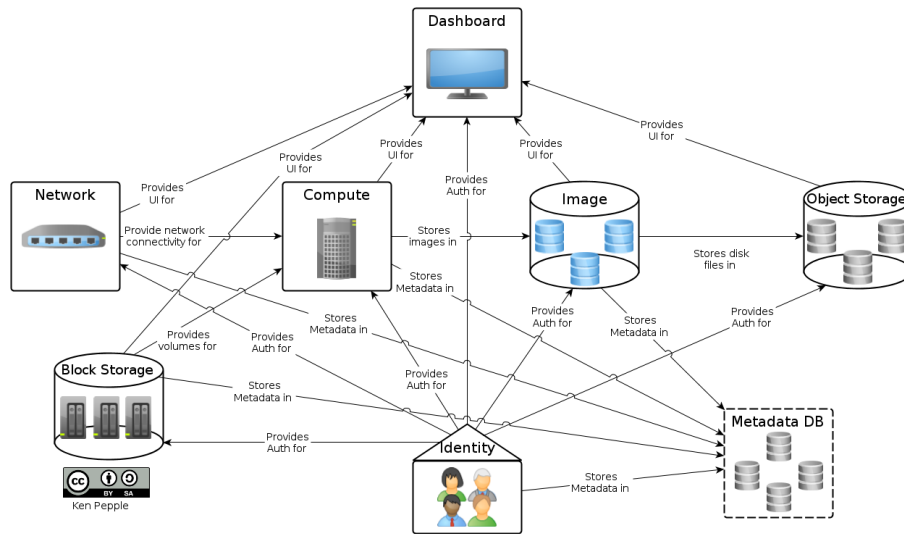 Dashboard
Provides
UI for
Provides
UI for
Provides
UI for
Provides
UI for
Provides
UI for
Provides
Auth for
Network
Compute
Image
Object Storage
Provide network
connectivity for
Stores
images in
Stores disk
files in
Stores
Metadata in
Stores
Metadata in
Provides
volumes for
Provides
Auth for
Provides
Auth for
Stores
Metadata in
Provides
Auth for
Block Storage
Provides
Auth for
Stores
Metadata in
Metadata DB
Provides
Auth for
Identity
Stores
Metadata in
cc
BY
SA
Ken Pepple